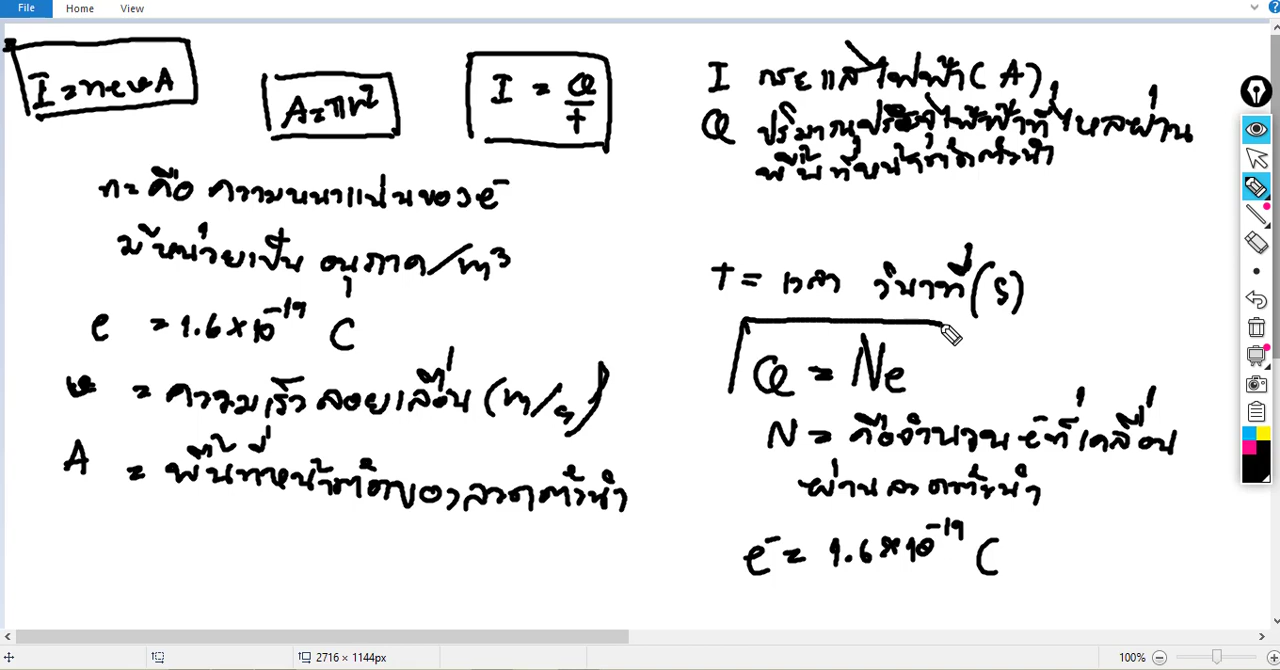 File Home View
I = nevA
A = πr²
I = Q/t
n = คือ ความหนาแน่นของ e⁻
มีหน่วยเป็น อนุภาค/m³
e = 1.6×10⁻¹⁹ C
v = ความเร็วลอยเลื่อน (m/s)
A = พื้นที่หน้าตัดของลวดตัวนำ
I กระแสไฟฟ้า (A)
Q ปริมาณประจุไฟฟ้าที่ไหลผ่าน
พื้นที่หน้าตัดตัวนำ
t = เวลา วินาที (s)
Q = Ne
N = คือจำนวน e⁻ที่เคลื่อน
ผ่านลวดตัวนำ
e⁻ = 1.6×10⁻¹⁹ C
2716 × 1144px 100%